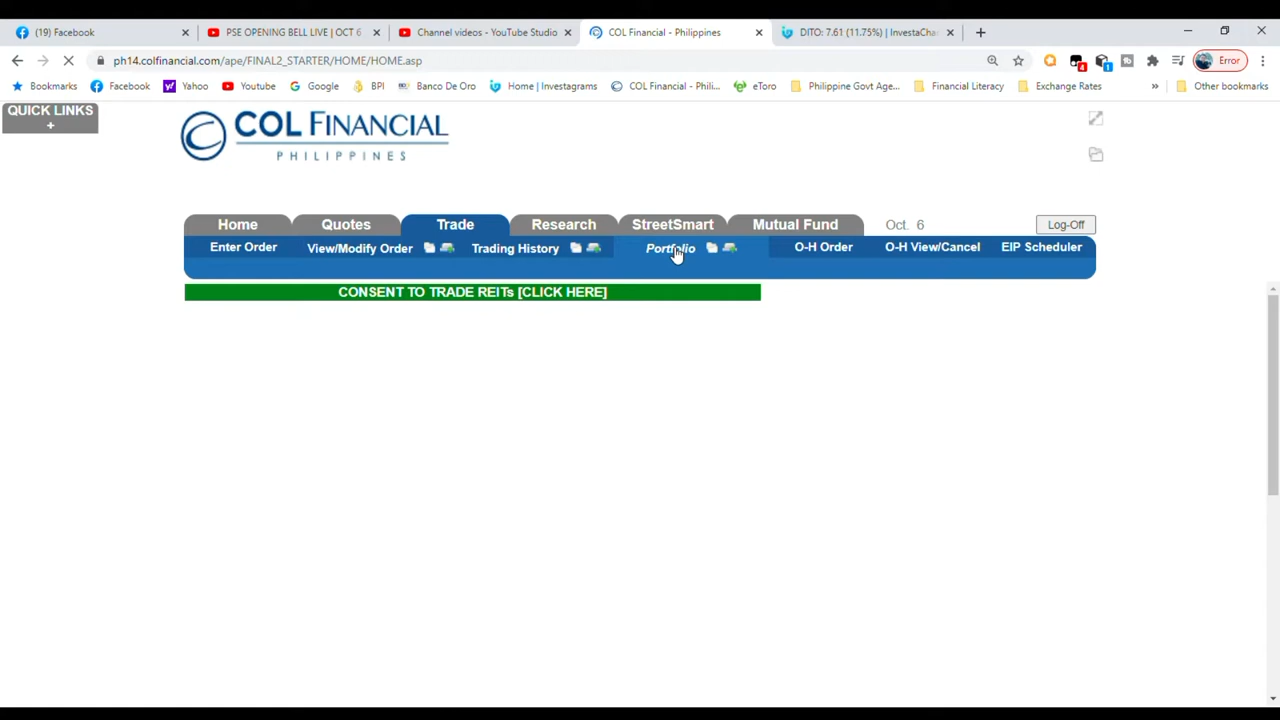 (19) Facebook
PSE OPENING BELL LIVE | OCT 6
Channel videos - YouTube Studio
COL Financial - Philippines
DITO: 7.61 (11.75%) | InvestaCha
ph14.colfinancial.com/ape/FINAL2_STARTER/HOME/HOME.asp
4
1
Error
Bookmarks
Facebook
Yahoo
Youtube
Google
BPI
Banco De Oro
Home | Investagrams
COL Financial - Phili...
eToro
Philippine Govt Age...
Financial Literacy
Exchange Rates
»
Other bookmarks
QUICK LINKS
+
COL FINANCIAL
PHILIPPINES
Home
Quotes
Trade
Research
StreetSmart
Mutual Fund
Oct. 6
Log-Off
Enter Order
View/Modify Order
Trading History
Portfolio
O-H Order
O-H View/Cancel
EIP Scheduler
CONSENT TO TRADE REITs [CLICK HERE]